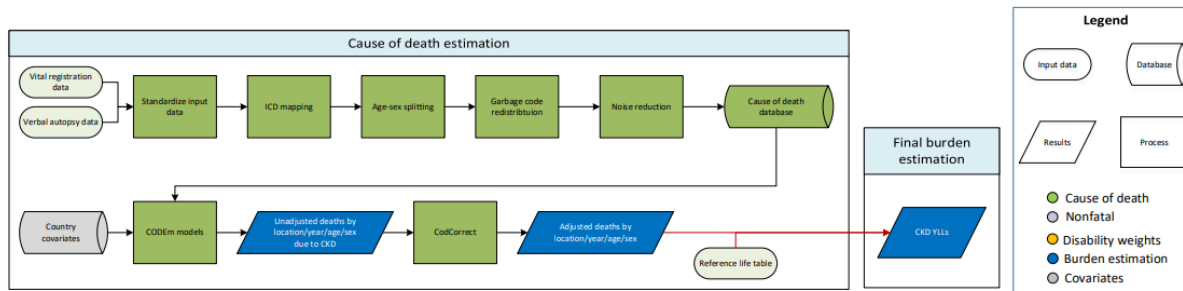 Cause of death estimation
Vital registration
data
Verbal autopsy data
Standardize input
data
ICD mapping
Age-sex splitting
Garbage code
redistribtuion
Noise reduction
Cause of death
database
Country
covariates
CODEm models
Unadjusted deaths by
location/year/age/sex
due to CKD
CodCorrect
Adjusted deaths by
location/year/age/sex
Reference life table
Final burden
estimation
CKD YLLs
Legend
Input data
Database
Results
Process
Cause of death
Nonfatal
Disability weights
Burden estimation
Covariates